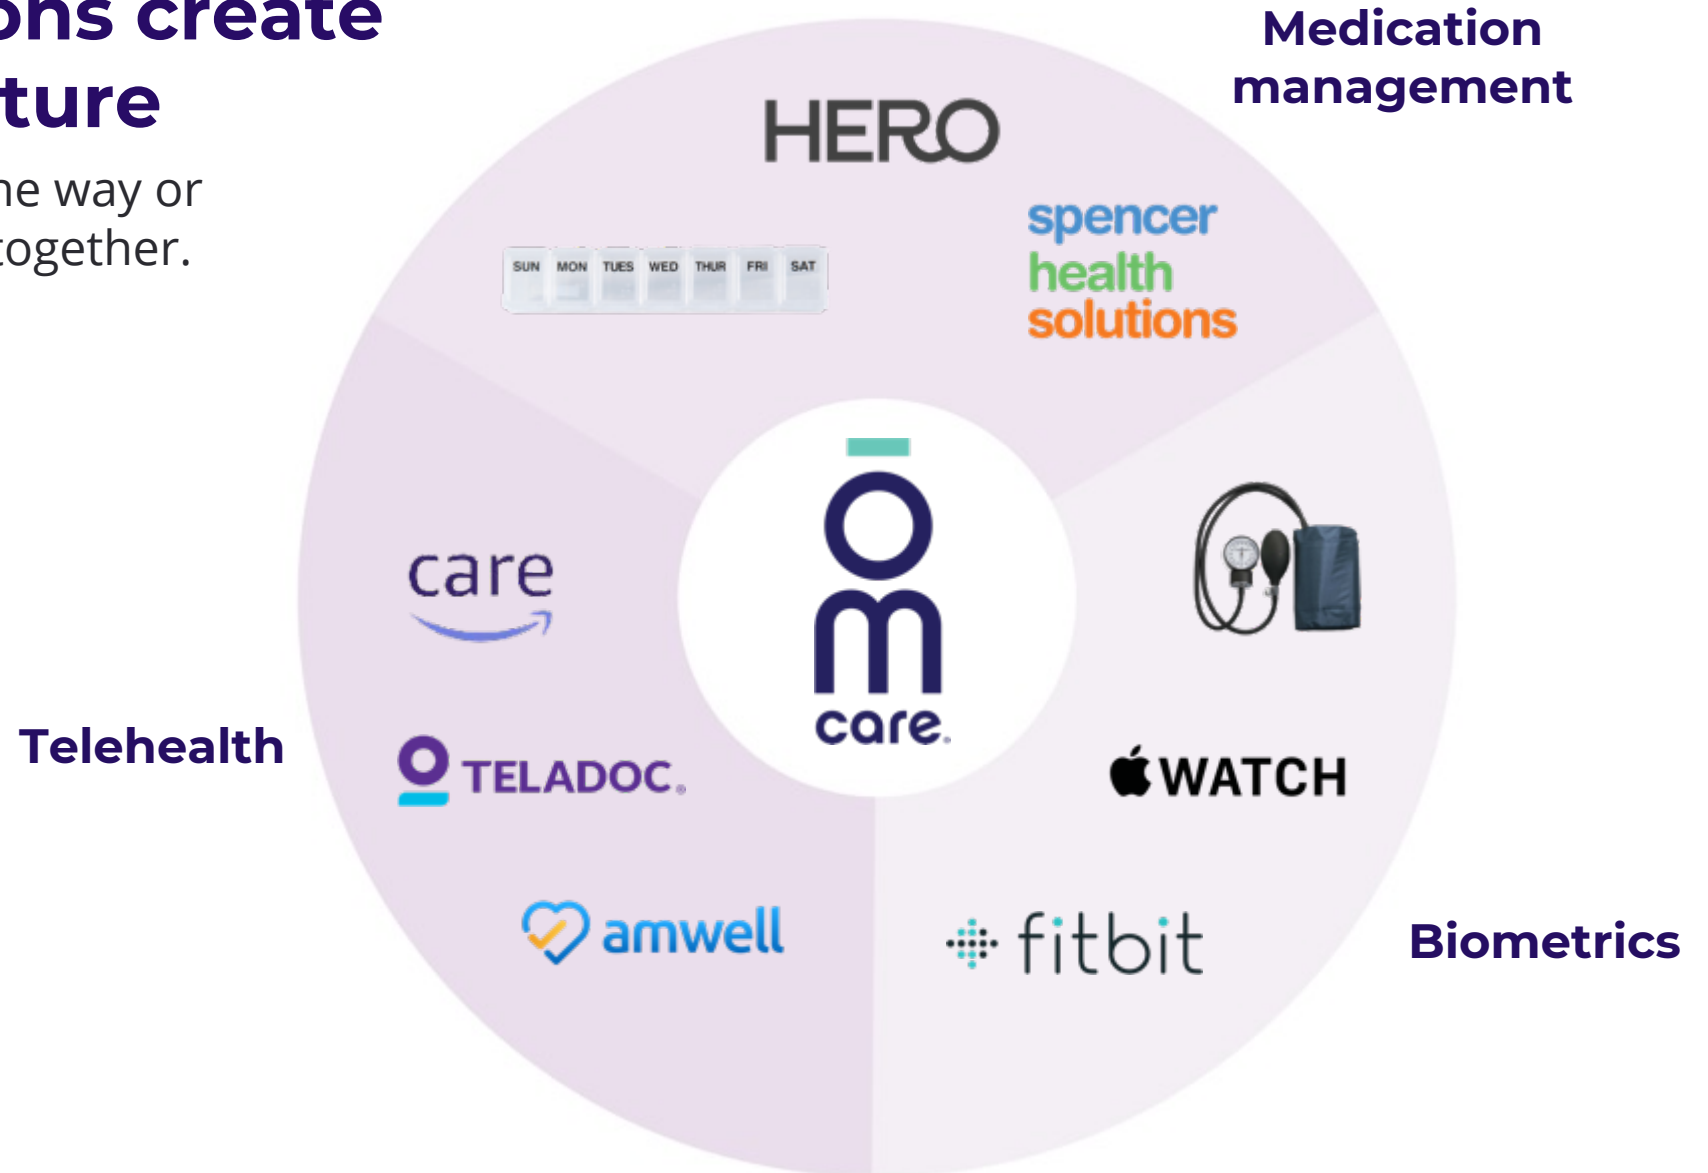 ons create
ture
ne way or
together.
Medication
management
HERO
SUN MON TUES WED THUR FRI SAT
spencer
health
solutions
ōm
care®
care
Telehealth
TELADOC®
WATCH
amwell
fitbit
Biometrics